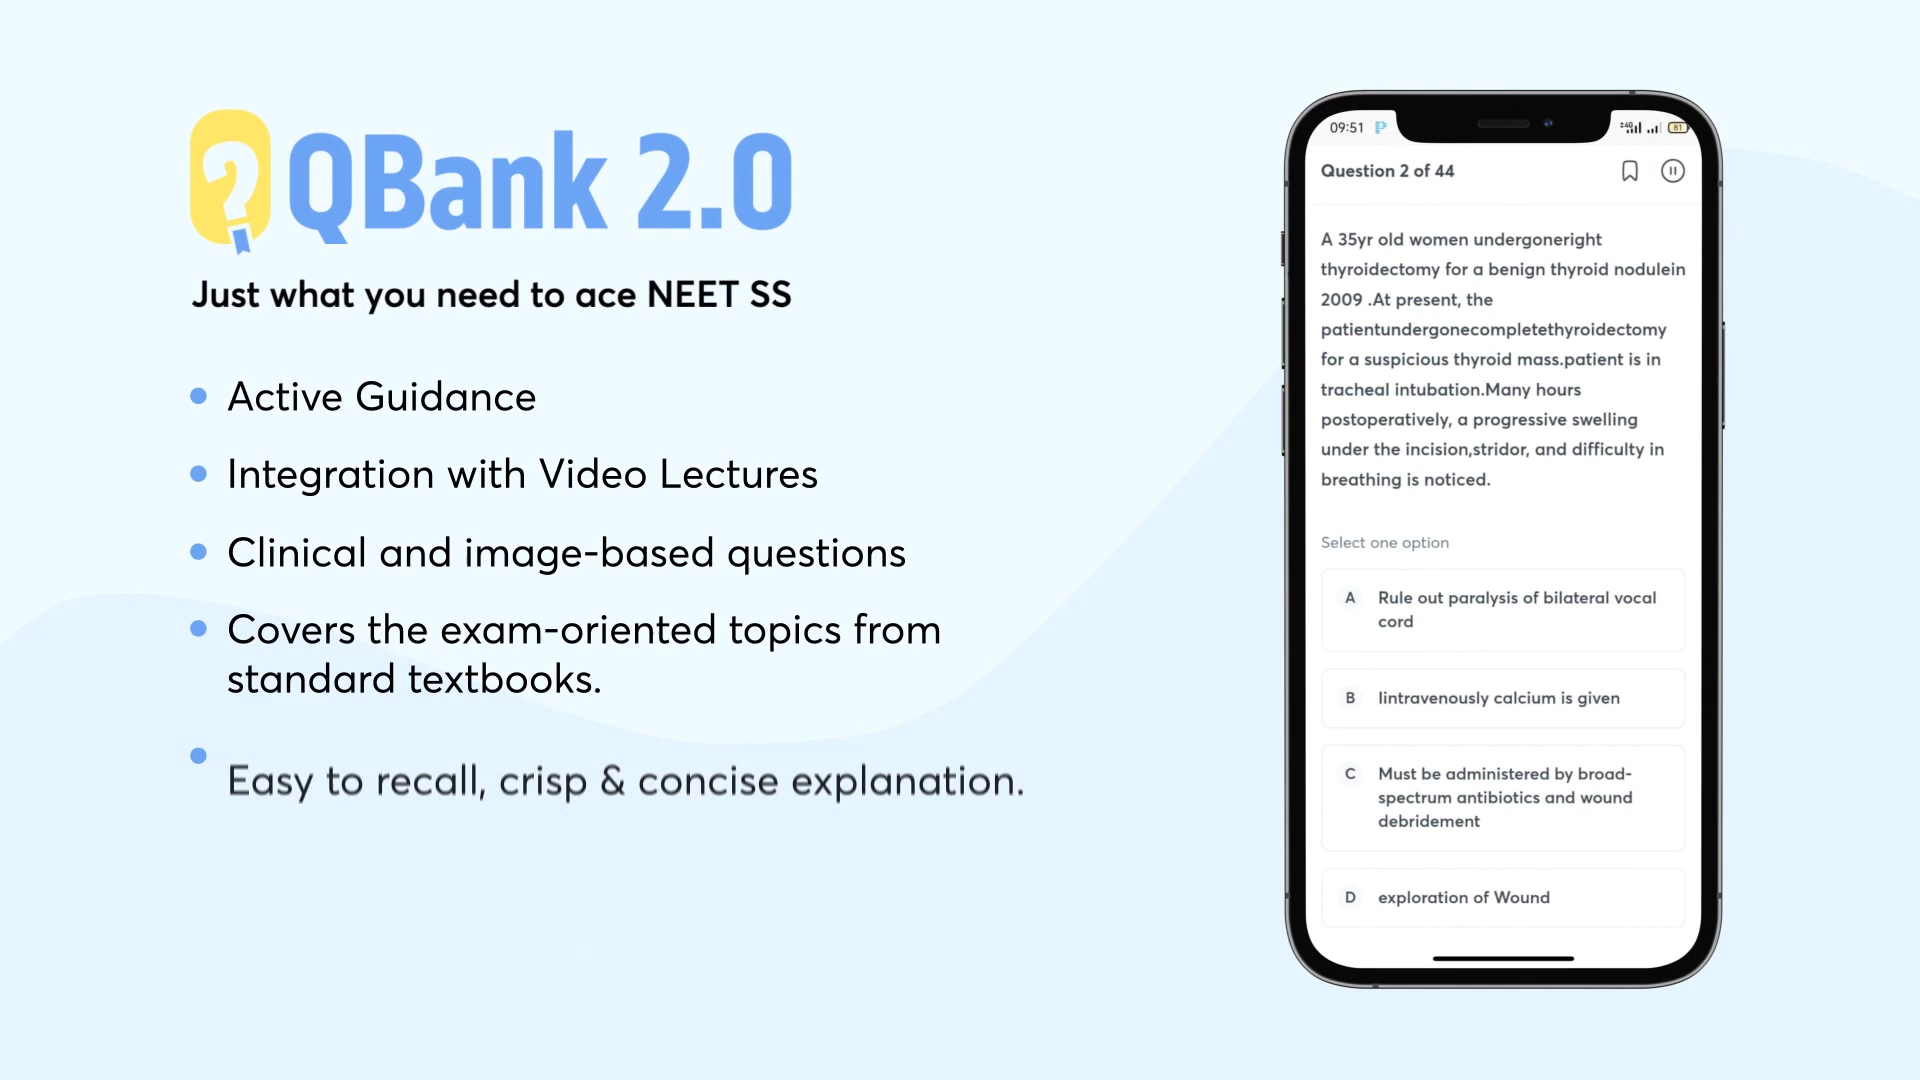 QBank 2.0
Just what you need to ace NEET SS
Active Guidance
Integration with Video Lectures
Clinical and image-based questions
Covers the exam-oriented topics from
standard textbooks.
Easy to recall, crisp & concise explanation.
09:51
4G
81
Question 2 of 44
A 35yr old women undergoneright
thyroidectomy for a benign thyroid nodulein
2009 .At present, the
patientundergonecompletethyroidectomy
for a suspicious thyroid mass.patient is in
tracheal intubation.Many hours
postoperatively, a progressive swelling
under the incision,stridor, and difficulty in
breathing is noticed.
Select one option
A Rule out paralysis of bilateral vocal
cord
B lintravenously calcium is given
C Must be administered by broad-
spectrum antibiotics and wound
debridement
D exploration of Wound